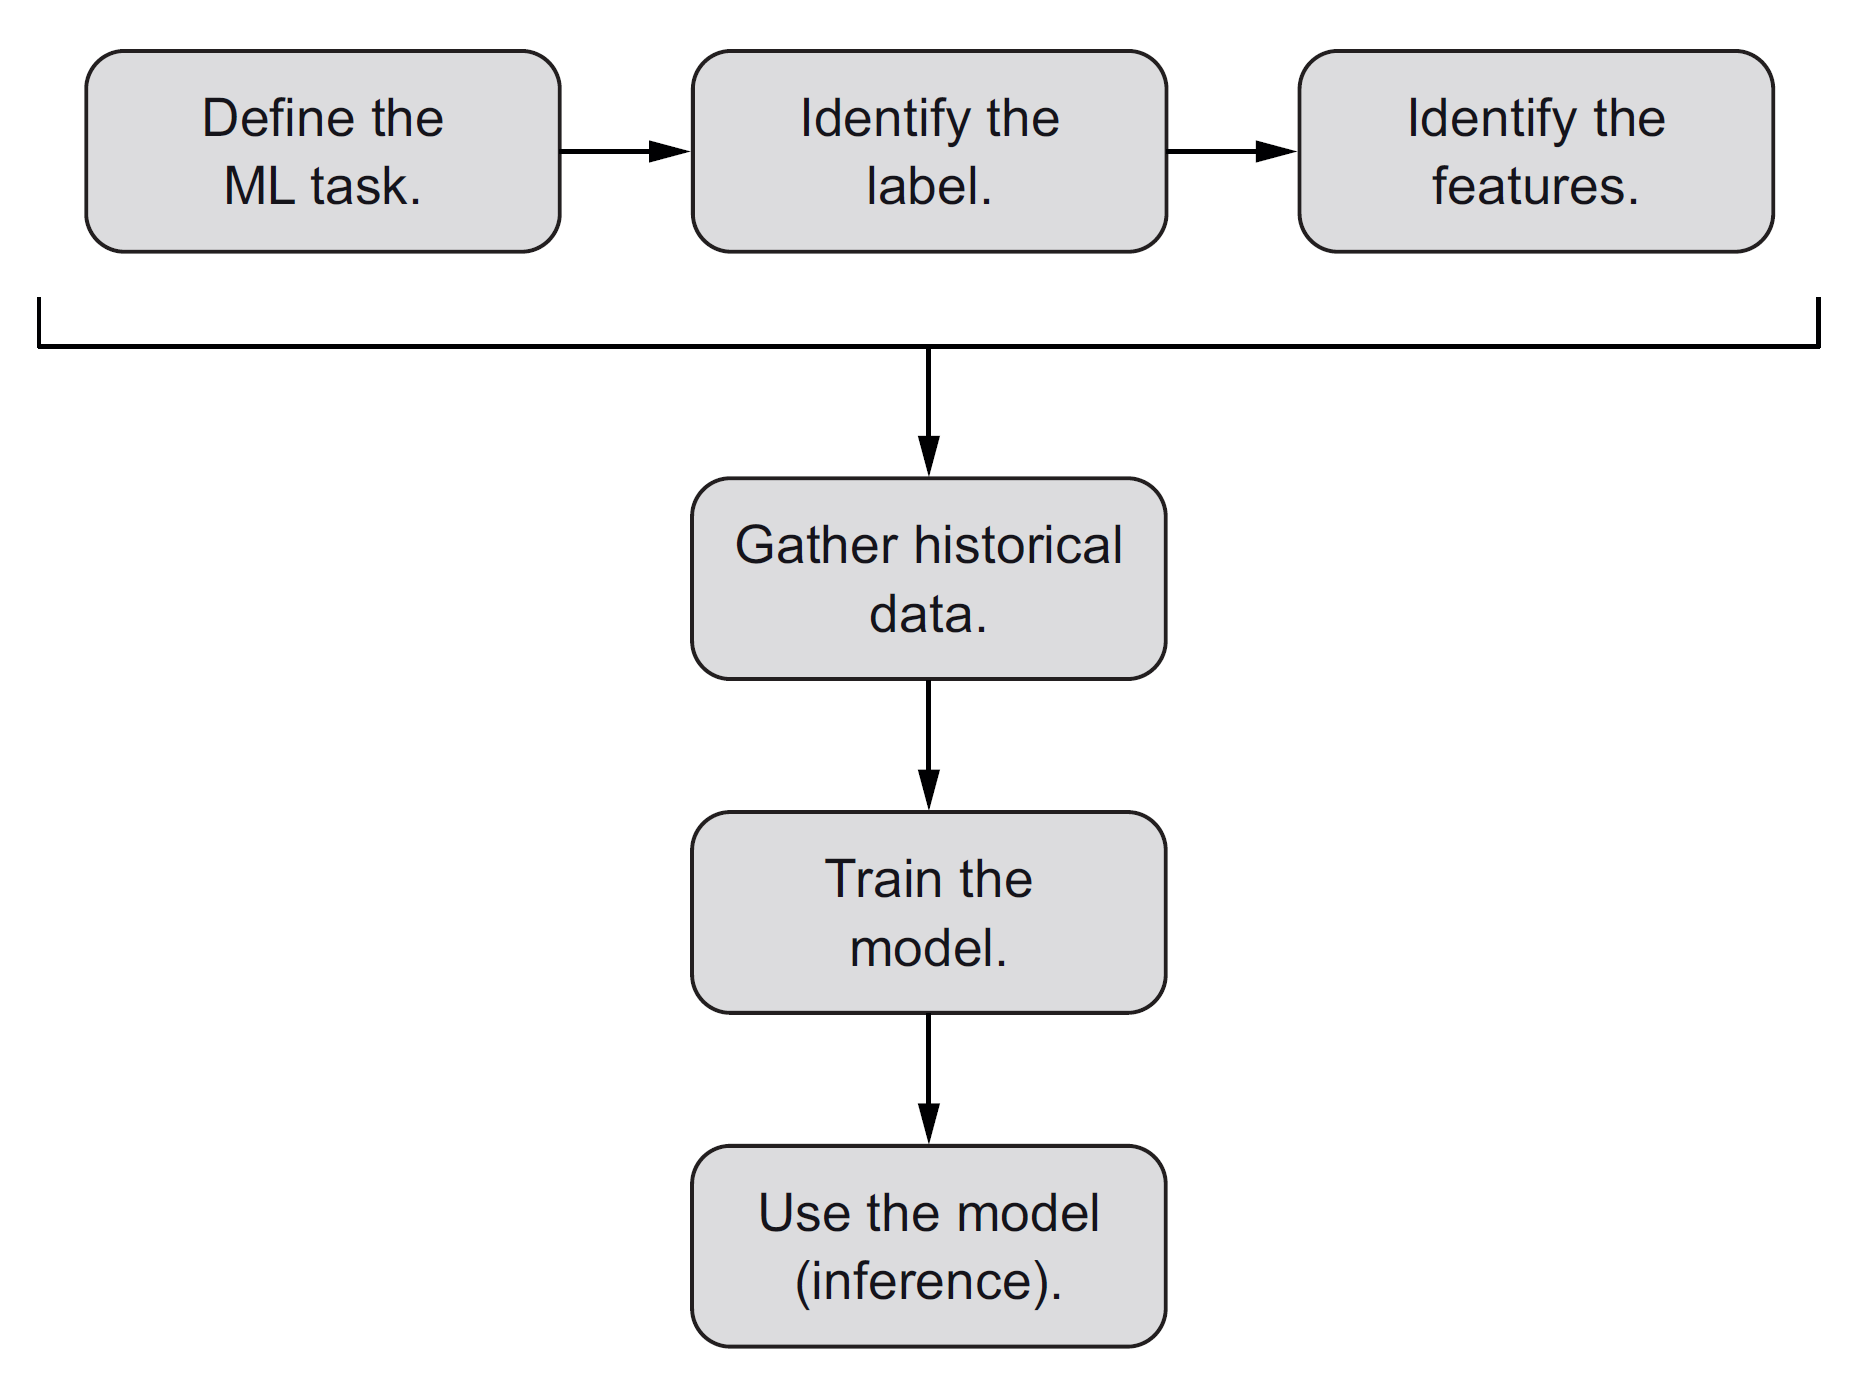 Define the
ML task.
Identify the
label.
Identify the
features.
Gather historical
data.
Train the
model.
Use the model
(inference).